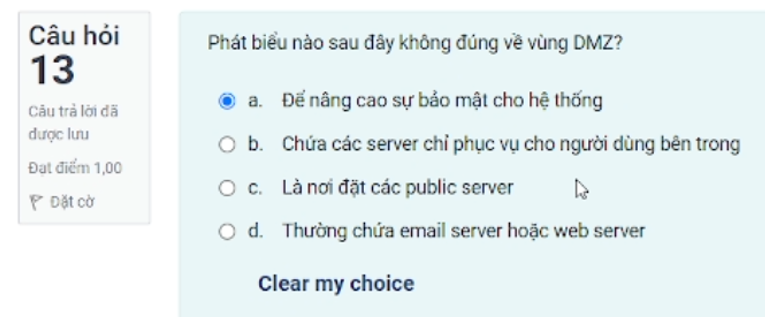 Câu hỏi
13
Câu trả lời đã
được lưu
Đạt điểm 1,00
Đặt cờ
Phát biểu nào sau đây không đúng về vùng DMZ?
a. Để nâng cao sự bảo mật cho hệ thống
b. Chứa các server chỉ phục vụ cho người dùng bên trong
c. Là nơi đặt các public server
d. Thường chứa email server hoặc web server
Clear my choice